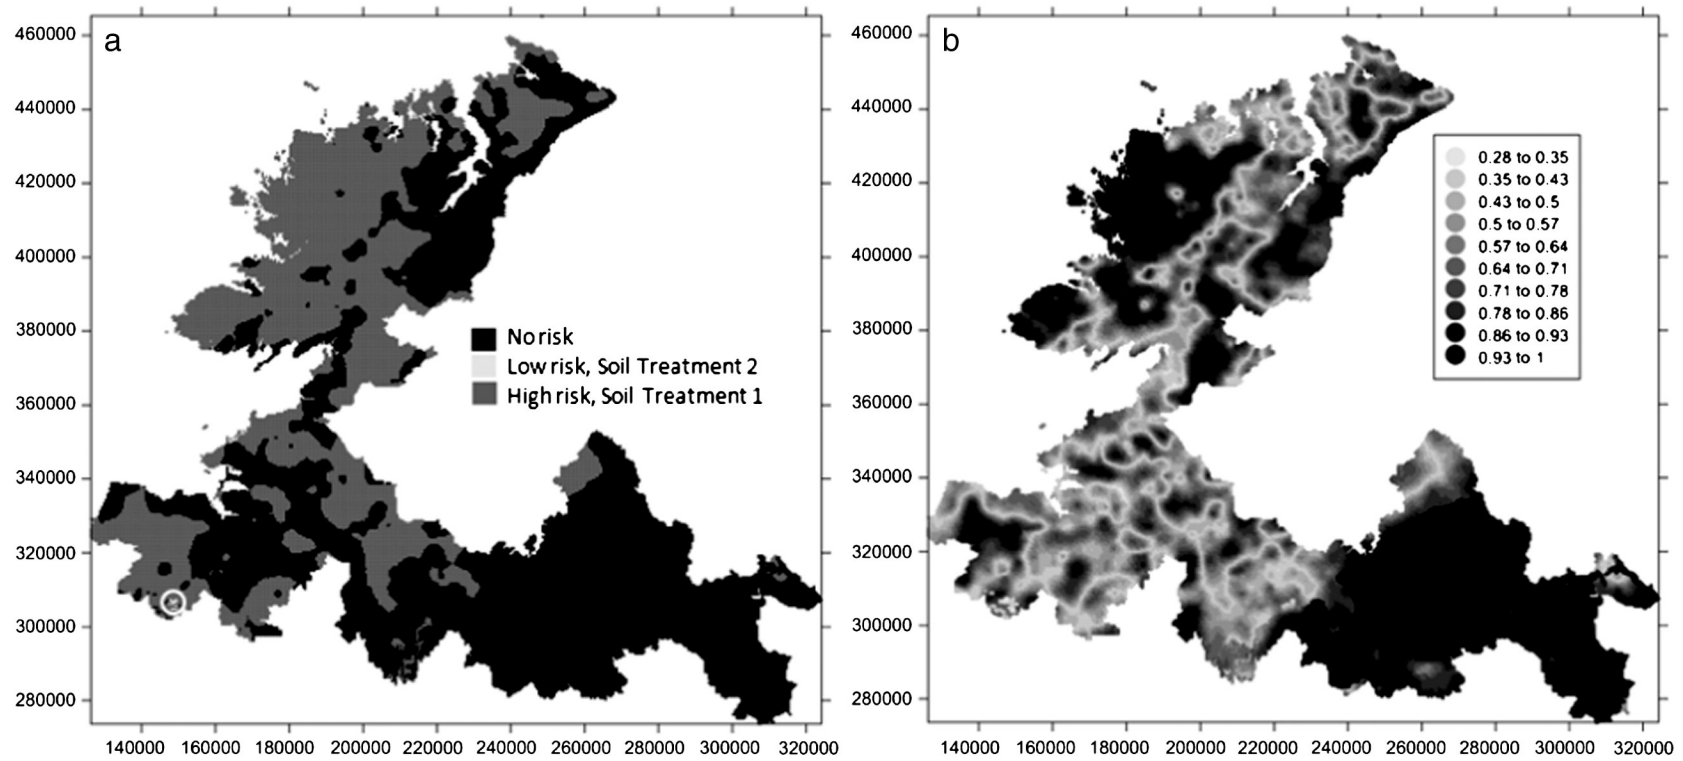 a
460000
440000
420000
400000
380000
360000
340000
320000
300000
280000
140000 160000 180000 200000 220000 240000 260000 280000 300000 320000
No risk
Low risk, Soil Treatment 2
High risk, Soil Treatment 1
b
460000
440000
420000
400000
380000
360000
340000
320000
300000
280000
140000 160000 180000 200000 220000 240000 260000 280000 300000 320000
0.28 to 0.35
0.35 to 0.43
0.43 to 0.5
0.5 to 0.57
0.57 to 0.64
0.64 to 0.71
0.71 to 0.78
0.78 to 0.86
0.86 to 0.93
0.93 to 1